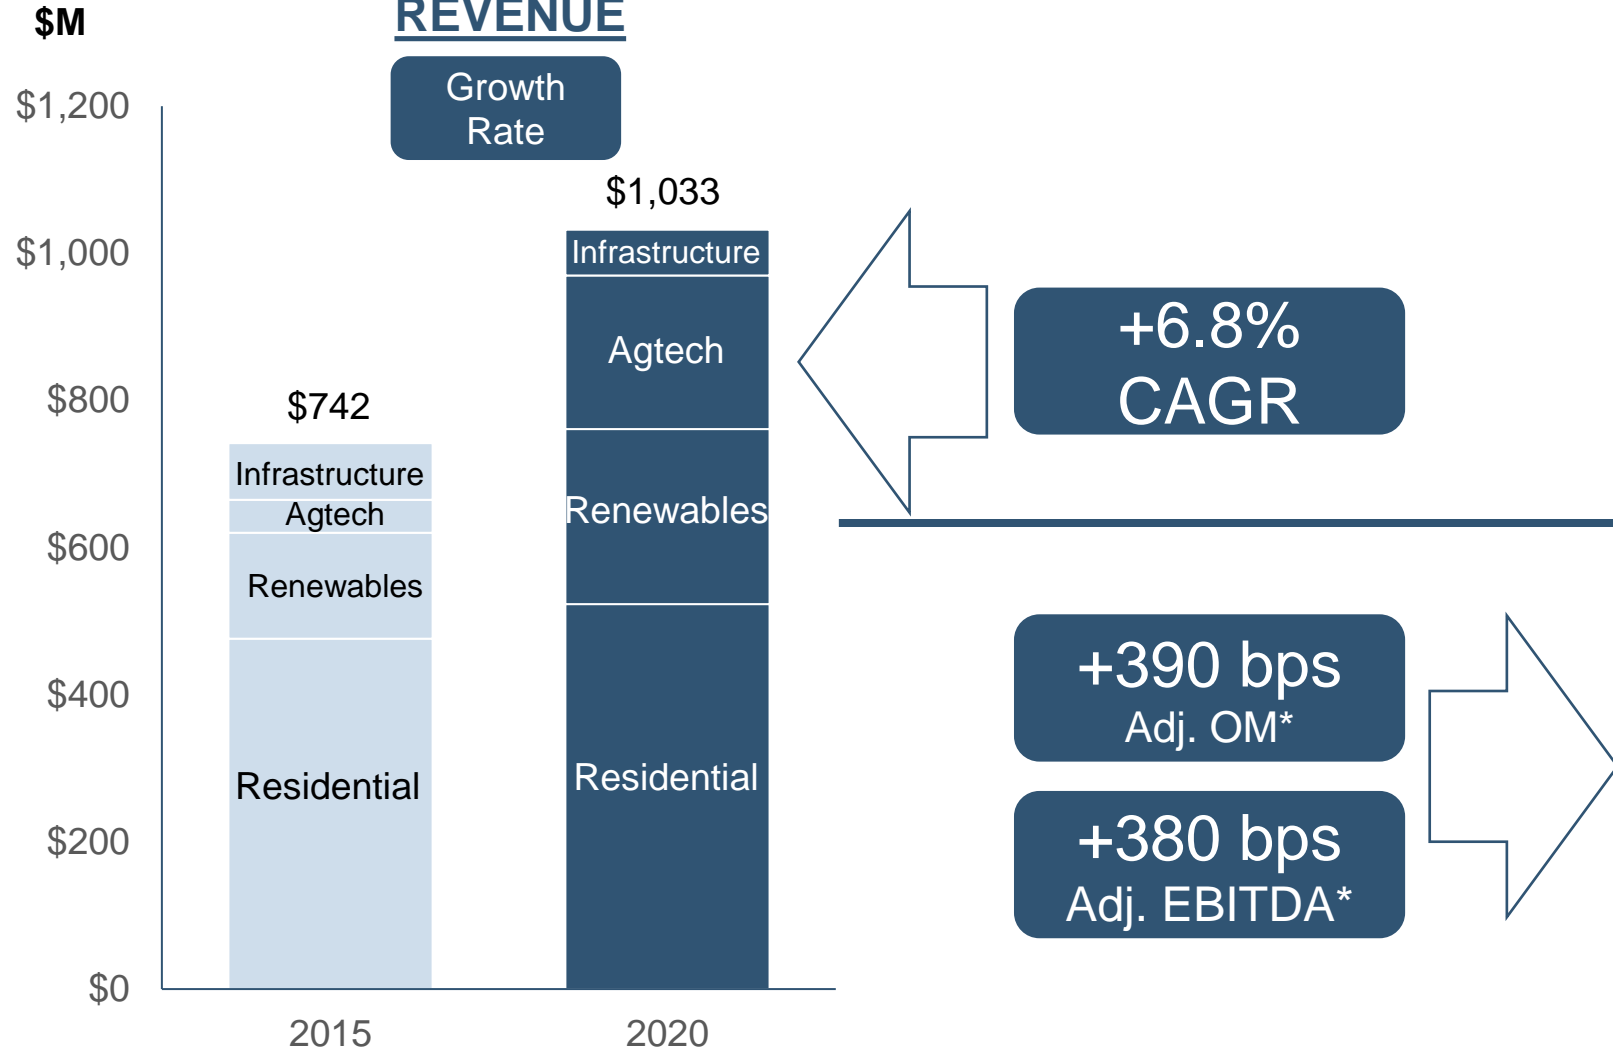 $M
REVENUE
Growth
Rate
$1,200
$1,000
$800
$600
$400
$200
$0
$742
Infrastructure
Agtech
Renewables
Residential
2015
$1,033
Infrastructure
Agtech
Renewables
Residential
2020
+6.8%
CAGR
+390 bps
Adj. OM*
+380 bps
Adj. EBITDA*